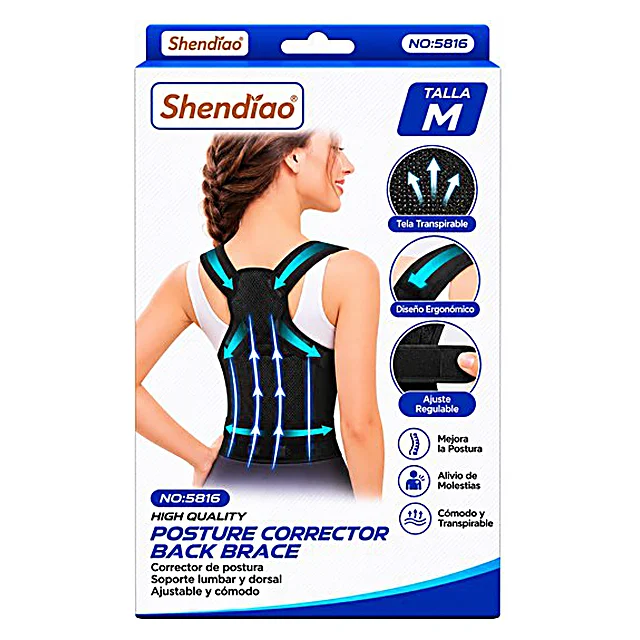 Shendiao®
NO:5816
Shendiao®
TALLA
M
Tela Transpirable
Diseño Ergonómico
Ajuste
Regulable
Mejora
la Postura
Alivio de
Molestias
Cómodo y
Transpirable
NO:5816
HIGH QUALITY
POSTURE CORRECTOR
BACK BRACE
Corrector de postura
Soporte lumbar y dorsal
Ajustable y cómodo